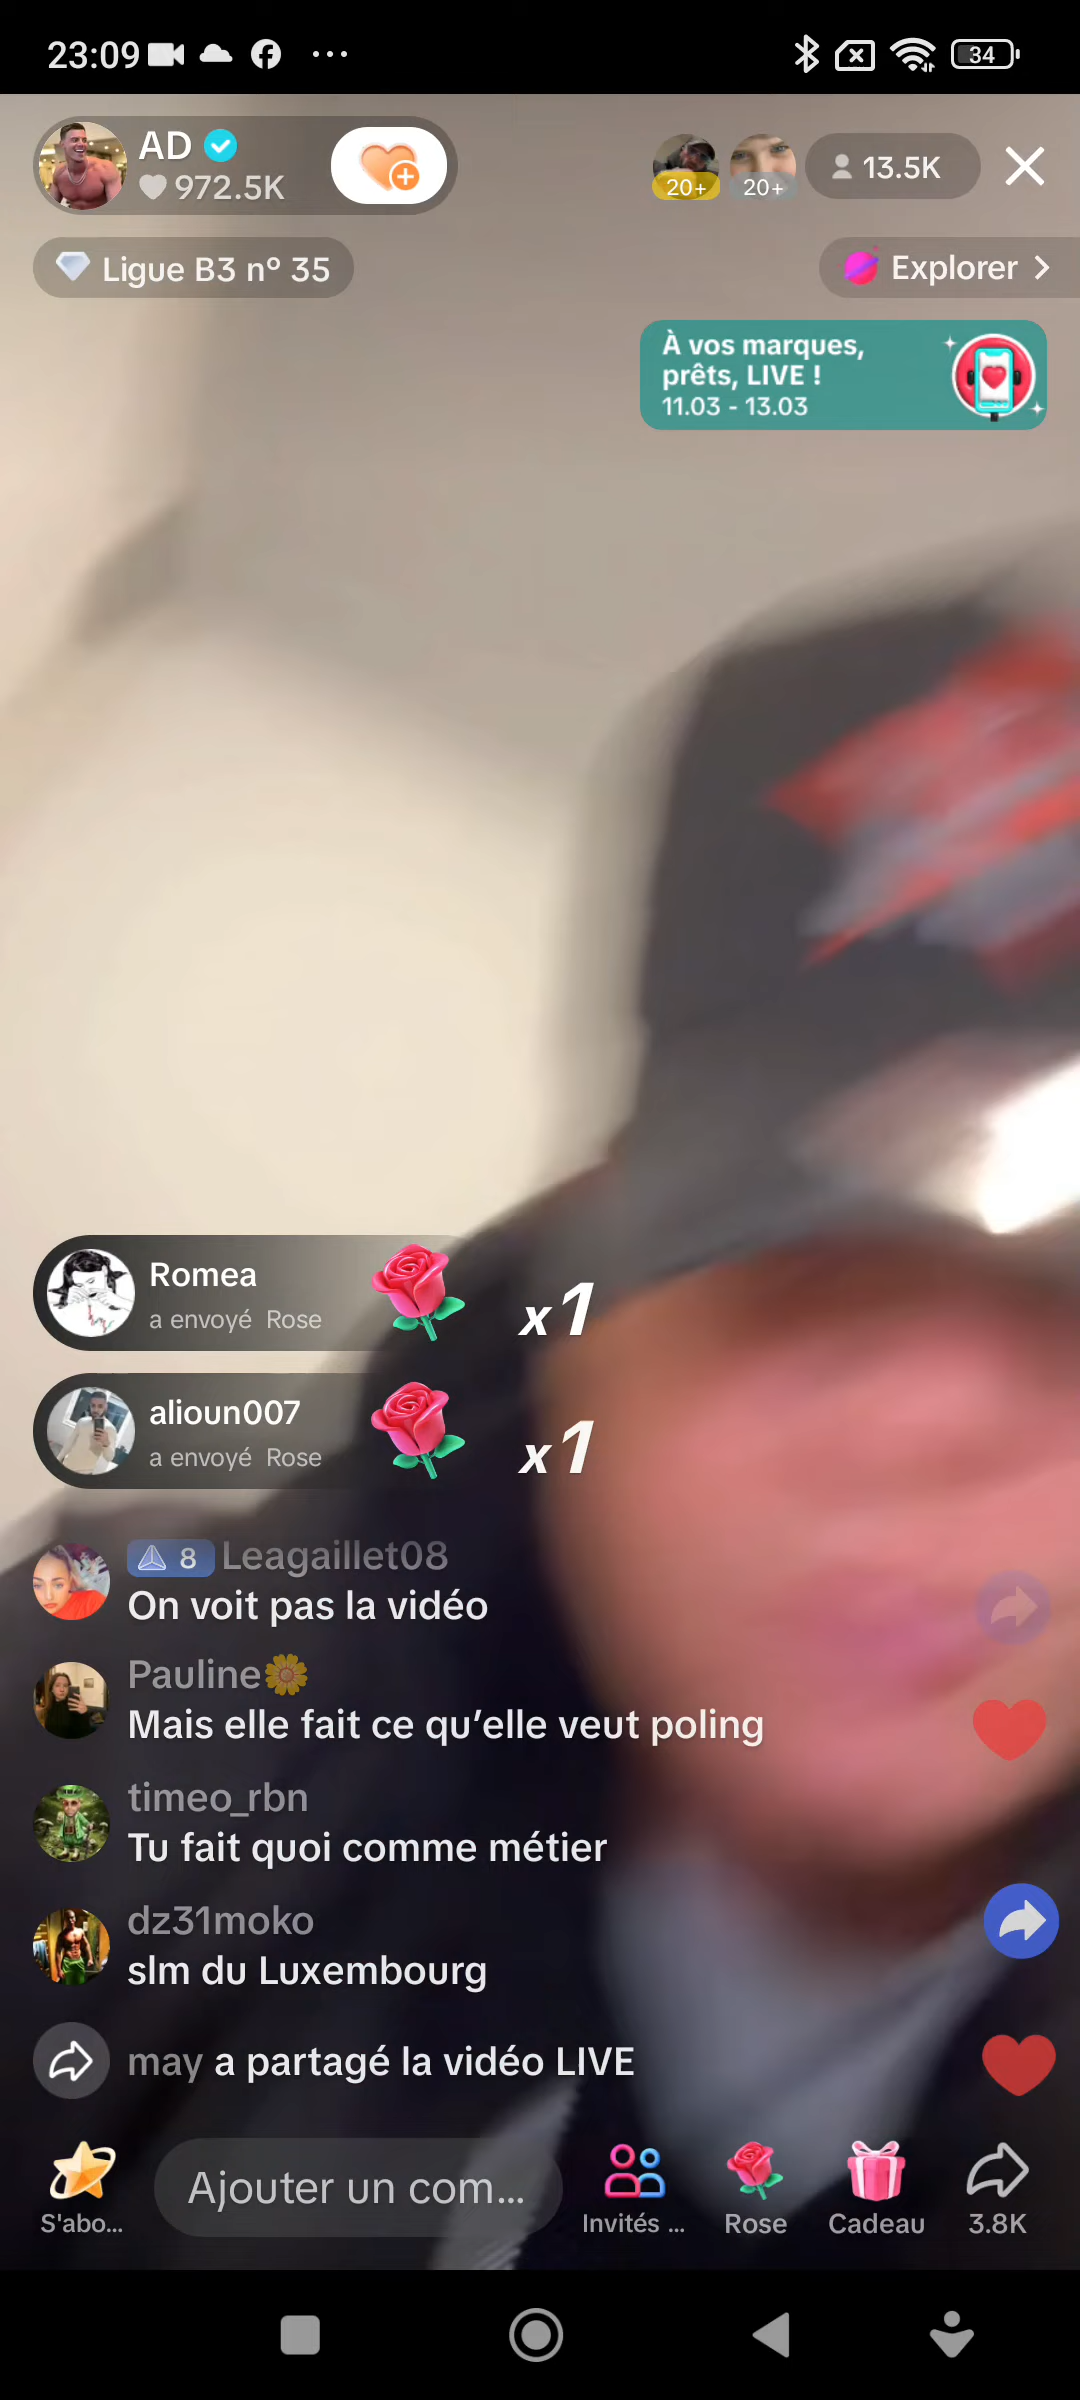 23:09
34
AD
972.5K
20+
20+
13.5K
Ligue B3 nº 35
Explorer
À vos marques,
prêts, LIVE !
11.03 - 13.03
Romea
a envoyé Rose
x1
alioun007
a envoyé Rose
x1
8 Leagaillet08
On voit pas la vidéo
Pauline
Mais elle fait ce qu’elle veut poling
timeo_rbn
Tu fait quoi comme métier
dz31moko
slm du Luxembourg
may a partagé la vidéo LIVE
Ajouter un com...
S'abo...
Invités ...
Rose
Cadeau
3.8K